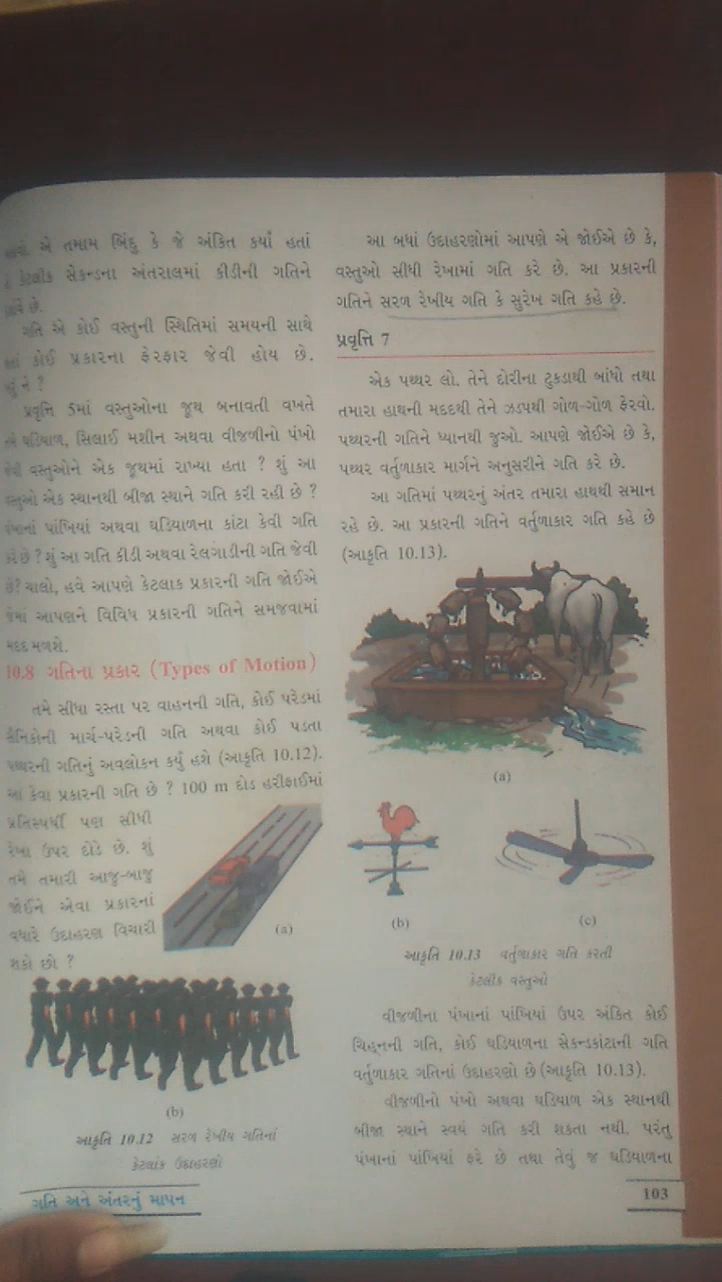 એ તમામ બિંદુ કે જે અંકિત કર્યાં હતાં
કેટલીક સેકન્ડના અંતરાલમાં કીડીની ગતિને
છે.
ગતિ એ કોઈ વસ્તુની સ્થિતિમાં સમયની સાથે
કોઈ પ્રકારના ફેરફાર જેવી હોય છે.
ને ?
પ્રવૃત્તિ 5માં વસ્તુઓના જૂથ બનાવતી વખતે
ઘડિયાળ, સિલાઈ મશીન અથવા વીજળીનો પંખો
જેવી વસ્તુઓને એક જૂથમાં રાખ્યા હતા ? શું આ
વસ્તુઓ એક સ્થાનથી બીજા સ્થાને ગતિ કરી રહી છે ?
પંખાનાં પાંખિયાં અથવા ઘડિયાળના કાંટા કેવી ગતિ
કરે છે ? શું આ ગતિ કીડી અથવા રેલગાડીની ગતિ જેવી
છે? ચાલો, હવે આપણે કેટલાક પ્રકારની ગતિ જોઈએ
જેમાં આપણને વિવિધ પ્રકારની ગતિને સમજવામાં
મદદ મળશે.
10.8 ગતિના પ્રકાર (Types of Motion)
તમે સીધા રસ્તા પર વાહનની ગતિ, કોઈ પરેડમાં
સૈનિકોની માર્ચ-પરેડની ગતિ અથવા કોઈ પડતા
પથ્થરની ગતિનું અવલોકન કર્યું હશે (આકૃતિ 10.12).
આ કેવા પ્રકારની ગતિ છે ? 100 m દોડ હરીફાઈમાં
પ્રતિસ્પર્ધી પણ સીધી
રેખા ઉપર દોડે છે. શું
તમે તમારી આજુ-બાજુ
જોઈને એવા પ્રકારનાં
વધારે ઉદાહરણ વિચારી
શકો છો ?
(a)
(b)
આકૃતિ 10.12 સરળ રેખીય ગતિનાં
કેટલાંક ઉદાહરણો
ગતિ અને અંતરનું માપન
આ બધાં ઉદાહરણોમાં આપણે એ જોઈએ છે કે,
વસ્તુઓ સીધી રેખામાં ગતિ કરે છે. આ પ્રકારની
ગતિને સરળ રેખીય ગતિ કે સુરેખ ગતિ કહે છે.
પ્રવૃત્તિ 7
એક પથ્થર લો. તેને દોરીના ટુકડાથી બાંધો તથા
તમારા હાથની મદદથી તેને ઝડપથી ગોળ-ગોળ ફેરવો.
પથ્થરની ગતિને ધ્યાનથી જુઓ. આપણે જોઈએ છે કે,
પથ્થર વર્તુળાકાર માર્ગને અનુસરીને ગતિ કરે છે.
આ ગતિમાં પથ્થરનું અંતર તમારા હાથથી સમાન
રહે છે. આ પ્રકારની ગતિને વર્તુળાકાર ગતિ કહે છે
(આકૃતિ 10.13).
(a)
(b)
(c)
આકૃતિ 10.13 વર્તુળાકાર ગતિ કરતી
કેટલીક વસ્તુઓ
વીજળીના પંખાનાં પાંખિયાં ઉપર અંકિત કોઈ
ચિહ્નની ગતિ, કોઈ ઘડિયાળના સેકન્ડકાંટાની ગતિ
વર્તુળાકાર ગતિનાં ઉદાહરણો છે (આકૃતિ 10.13).
વીજળીનો પંખો અથવા ઘડિયાળ એક સ્થાનથી
બીજા સ્થાને સ્વયં ગતિ કરી શકતા નથી. પરંતુ
પંખાનાં પાંખિયાં ફરે છે તથા તેવું જ ઘડિયાળના
103